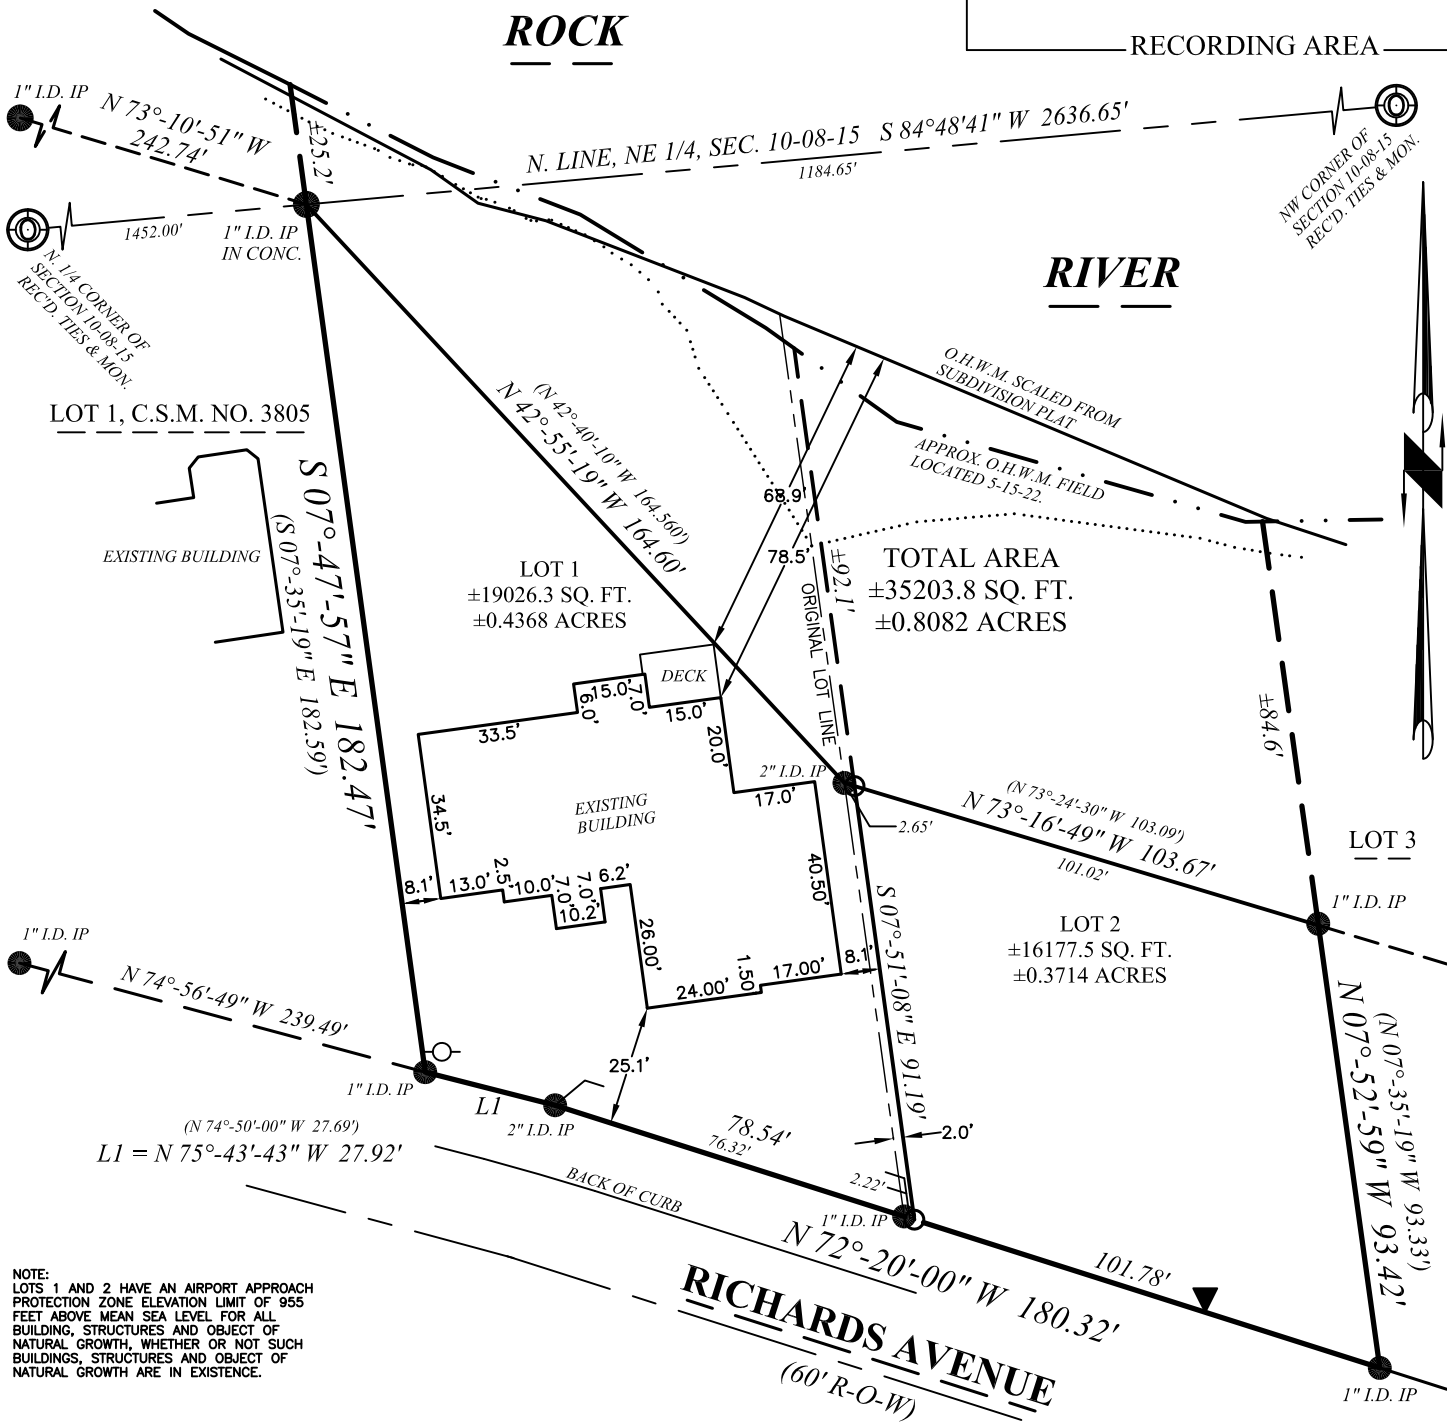 ROCK
RECORDING AREA
1" I.D. IP
N 73°-10'-51" W
242.74'
±25.2'
N. LINE, NE 1/4, SEC. 10-08-15 S 84°48'41" W 2636.65'
1184.65'
NW CORNER OF
SECTION 10-08-15
REC'D. TIES & MON.
1452.00'
1" I.D. IP
IN CONC.
N. 1/4 CORNER OF
SECTION 10-08-15
REC'D. TIES & MON.
RIVER
O.H.W.M. SCALED FROM
SUBDIVISION PLAT
APPROX. O.H.W.M. FIELD
LOCATED 5-15-22.
LOT 1, C.S.M. NO. 3805
(N 42°-40'-10" W 164.560')
N 42°-55'-19" W 164.60'
S 07°-47'-57" E 182.47'
(S 07°-35'-19" E 182.59')
EXISTING BUILDING
68.9'
78.5'
LOT 1
±19026.3 SQ. FT.
±0.4368 ACRES
±92.1'
ORIGINAL LOT LINE
TOTAL AREA
±35203.8 SQ. FT.
±0.8082 ACRES
DECK
15.0'
7.0'
6.0'
15.0'
33.5'
20.0'
±84.6'
2" I.D. IP
17.0'
(N 73°-24'-30" W 103.09')
N 73°-16'-49" W 103.67'
101.02'
2.65'
34.5'
EXISTING
BUILDING
LOT 3
40.50'
8.1'
13.0'
2.5'
10.0'
7.0'
7.0'
6.2'
10.2'
26.00'
1" I.D. IP
LOT 2
±16177.5 SQ. FT.
±0.3714 ACRES
S 07°-51'-08" E 91.19'
1" I.D. IP
N 74°-56'-49" W 239.49'
24.00'
1.50'
17.00'
8.1'
N 07°-52'-59" W 93.42'
(N 07°-35'-19" W 93.33')
25.1'
1" I.D. IP
L1
2" I.D. IP
(N 74°-50'-00" W 27.69')
L1 = N 75°-43'-43" W 27.92'
78.54'
76.32'
2.0'
2.22'
BACK OF CURB
1" I.D. IP
N 72°-20'-00" W 180.32'
101.78'
RICHARDS AVENUE
(60' R-O-W)
1" I.D. IP
NOTE:
LOTS 1 AND 2 HAVE AN AIRPORT APPROACH
PROTECTION ZONE ELEVATION LIMIT OF 955
FEET ABOVE MEAN SEA LEVEL FOR ALL
BUILDING, STRUCTURES AND OBJECT OF
NATURAL GROWTH, WHETHER OR NOT SUCH
BUILDINGS, STRUCTURES AND OBJECT OF
NATURAL GROWTH ARE IN EXISTENCE.